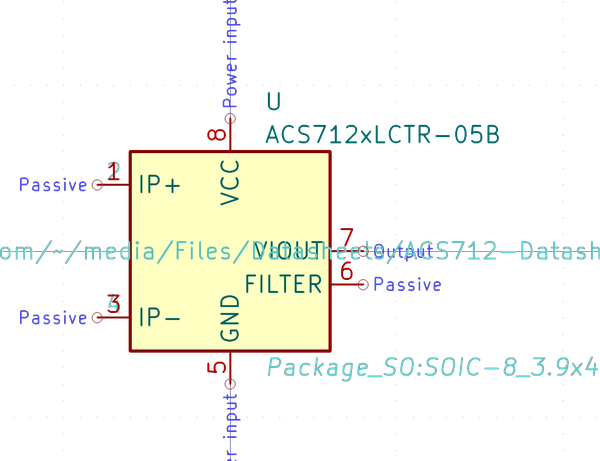 Power input
U
8
ACS712xLCTR-05B
VCC
1
2
Passive
IP+
7
VIOUT
Output
om/~/media/Files/Datasheets/ACS712-Datash
6
FILTER
Passive
3
4
Passive
IP-
GND
5
Package_SO:SOIC-8_3.9x4
er input